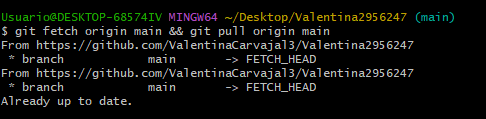 Usuario@DESKTOP-68574IV MINGW64 ~/Desktop/Valentina2956247 (main)
$ git fetch origin main && git pull origin main
From https://github.com/ValentinaCarvajal3/Valentina2956247
 * branch            main       -> FETCH_HEAD
From https://github.com/ValentinaCarvajal3/Valentina2956247
 * branch            main       -> FETCH_HEAD
Already up to date.